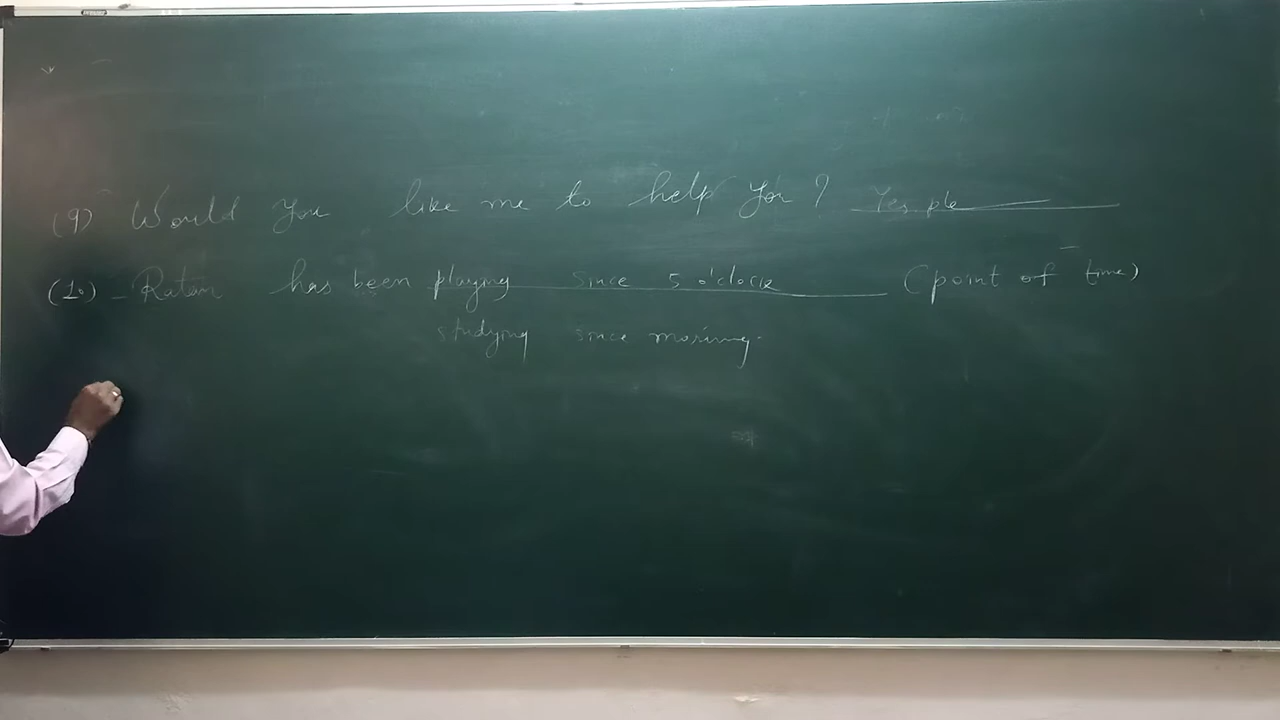 (9) Would you like me to help you? Yes, ple
(10) - Ratan has been playing since 5 o'clock (point of time)
studying since morning.